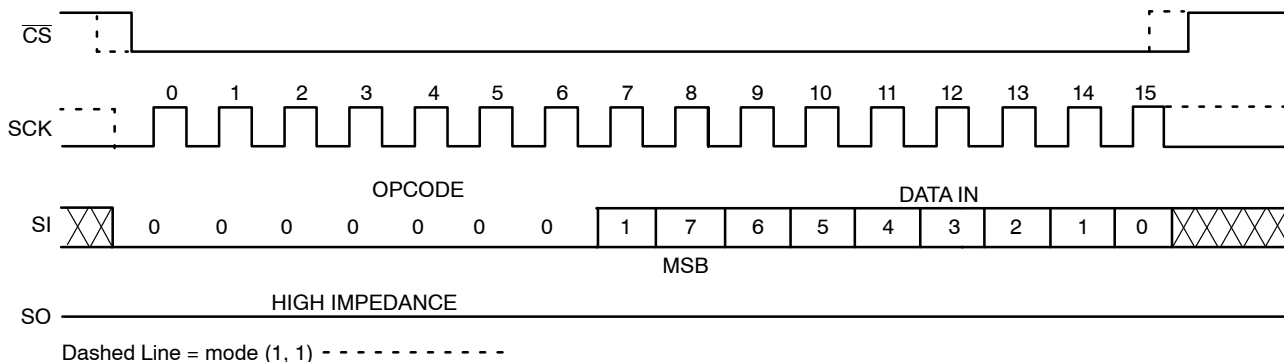 CS
0 1 2 3 4 5 6 7 8 9 10 11 12 13 14 15
SCK
OPCODE DATA IN
SI 0 0 0 0 0 0 0 1 7 6 5 4 3 2 1 0
MSB
HIGH IMPEDANCE
SO
Dashed Line = mode (1, 1)